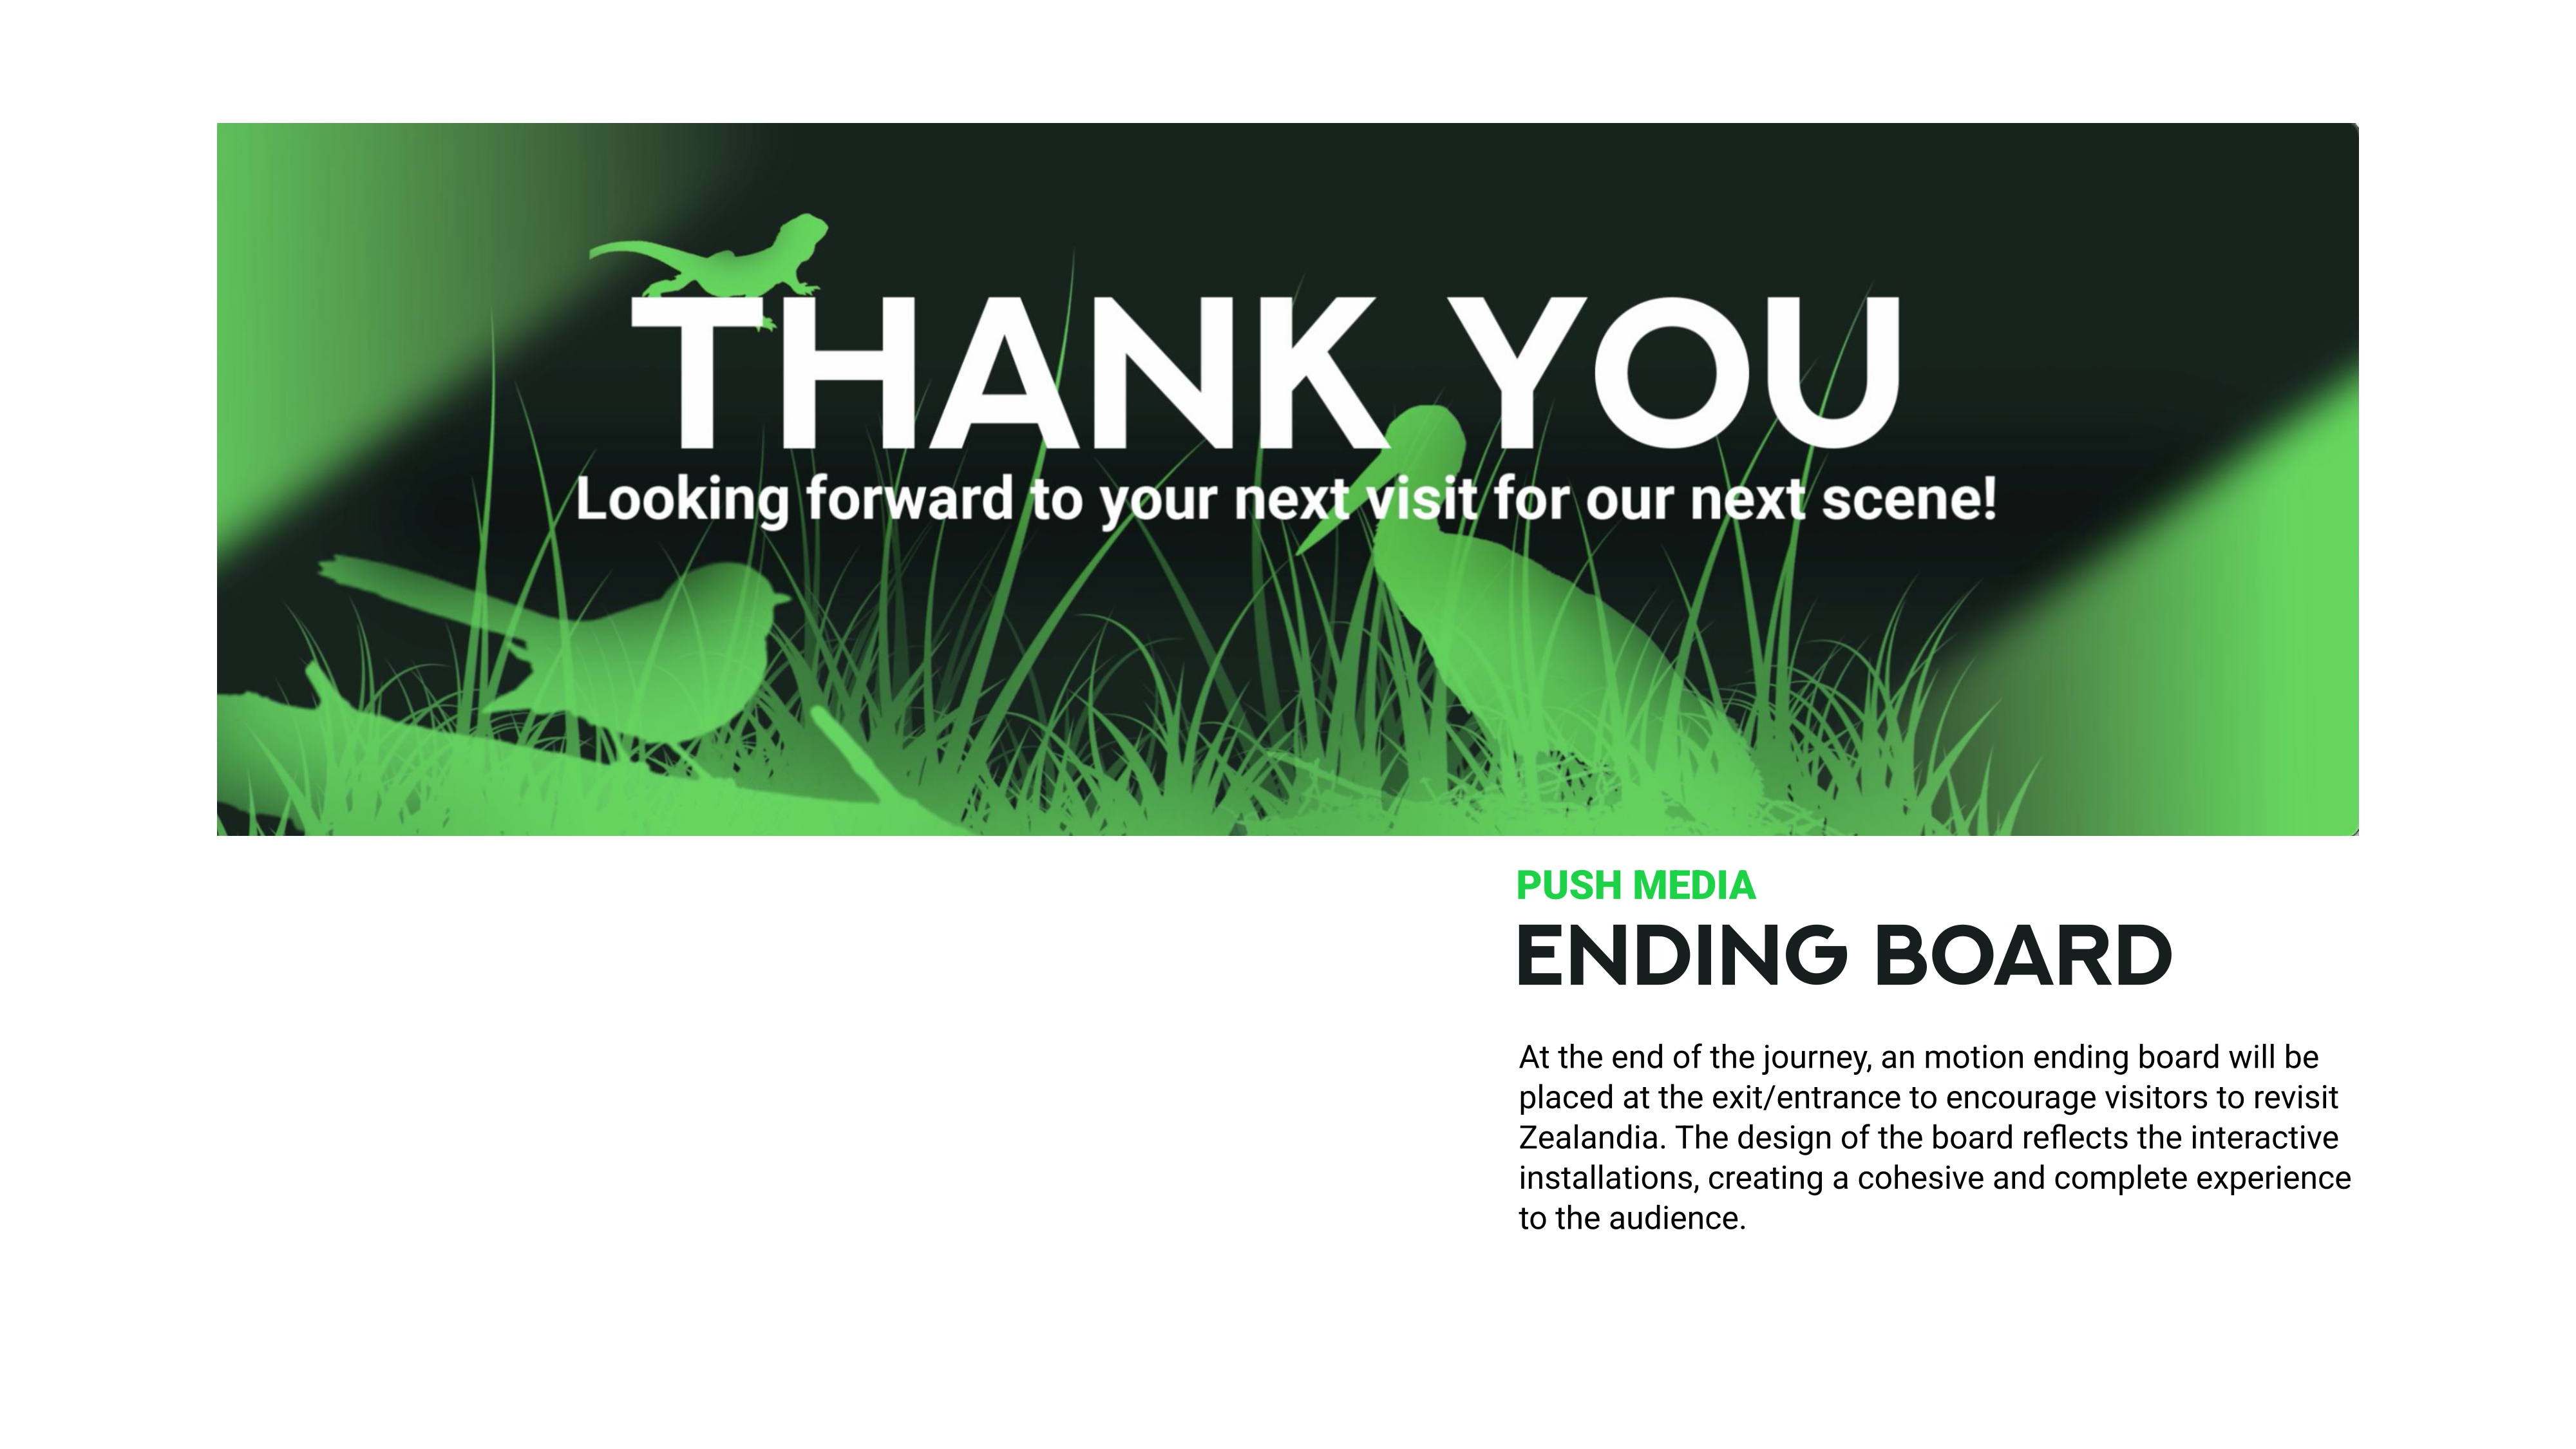 THANK YOU
Looking forward to your next visit for our next scene!
PUSH MEDIA
ENDING BOARD
At the end of the journey, an motion ending board will be
placed at the exit/entrance to encourage visitors to revisit
Zealandia. The design of the board reflects the interactive
installations, creating a cohesive and complete experience
to the audience.